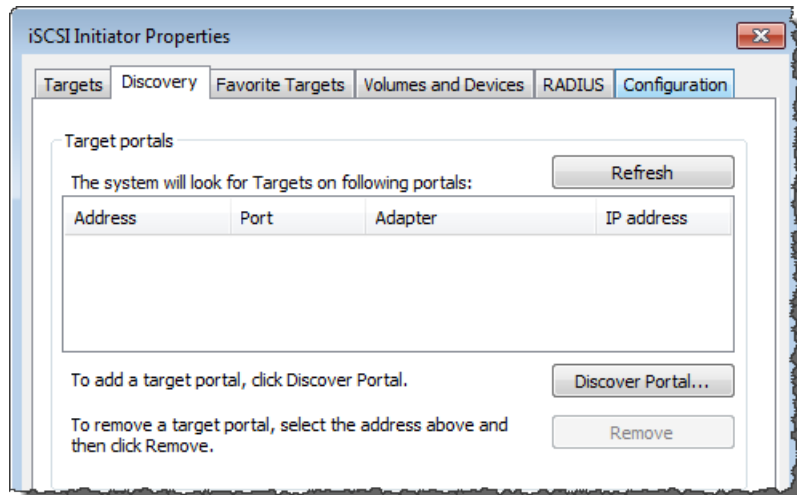 iSCSI Initiator Properties
Targets Discovery Favorite Targets Volumes and Devices RADIUS Configuration
Target portals
The system will look for Targets on following portals:
Refresh
Address Port Adapter IP address
To add a target portal, click Discover Portal.
Discover Portal...
To remove a target portal, select the address above and
then click Remove.
Remove